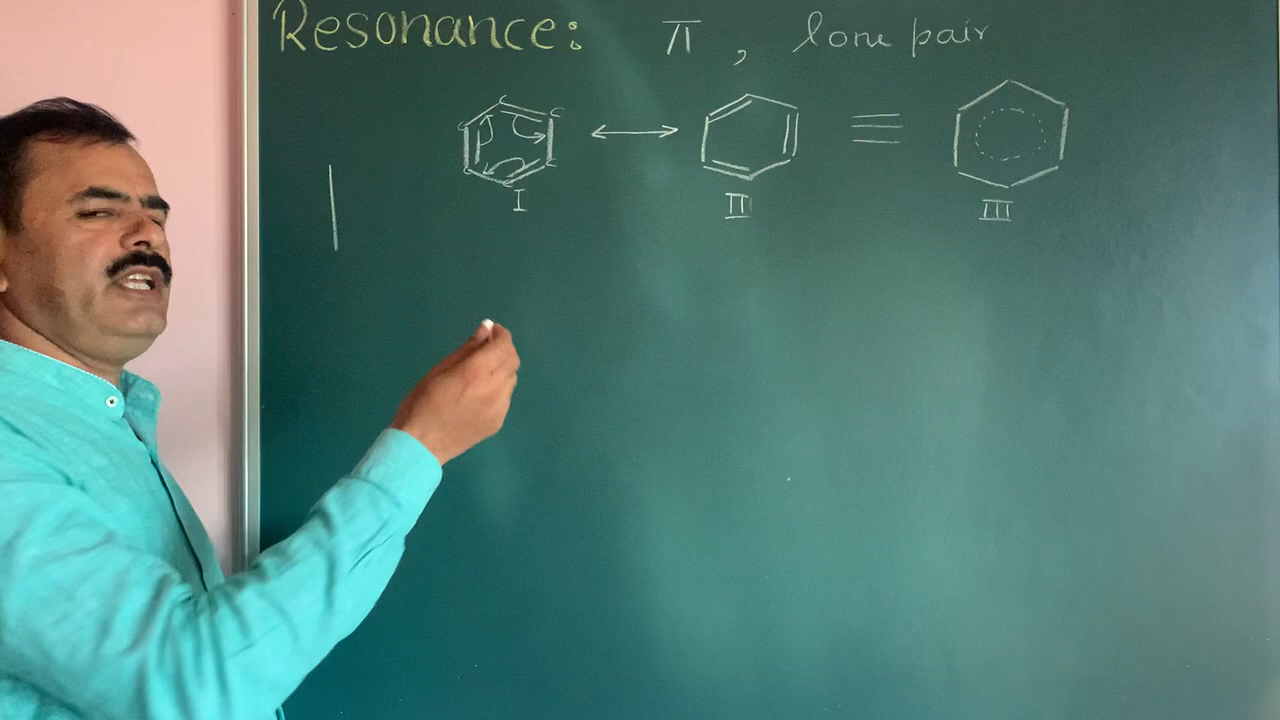 Resonance: π , lone pair
C C C C C C
I II III